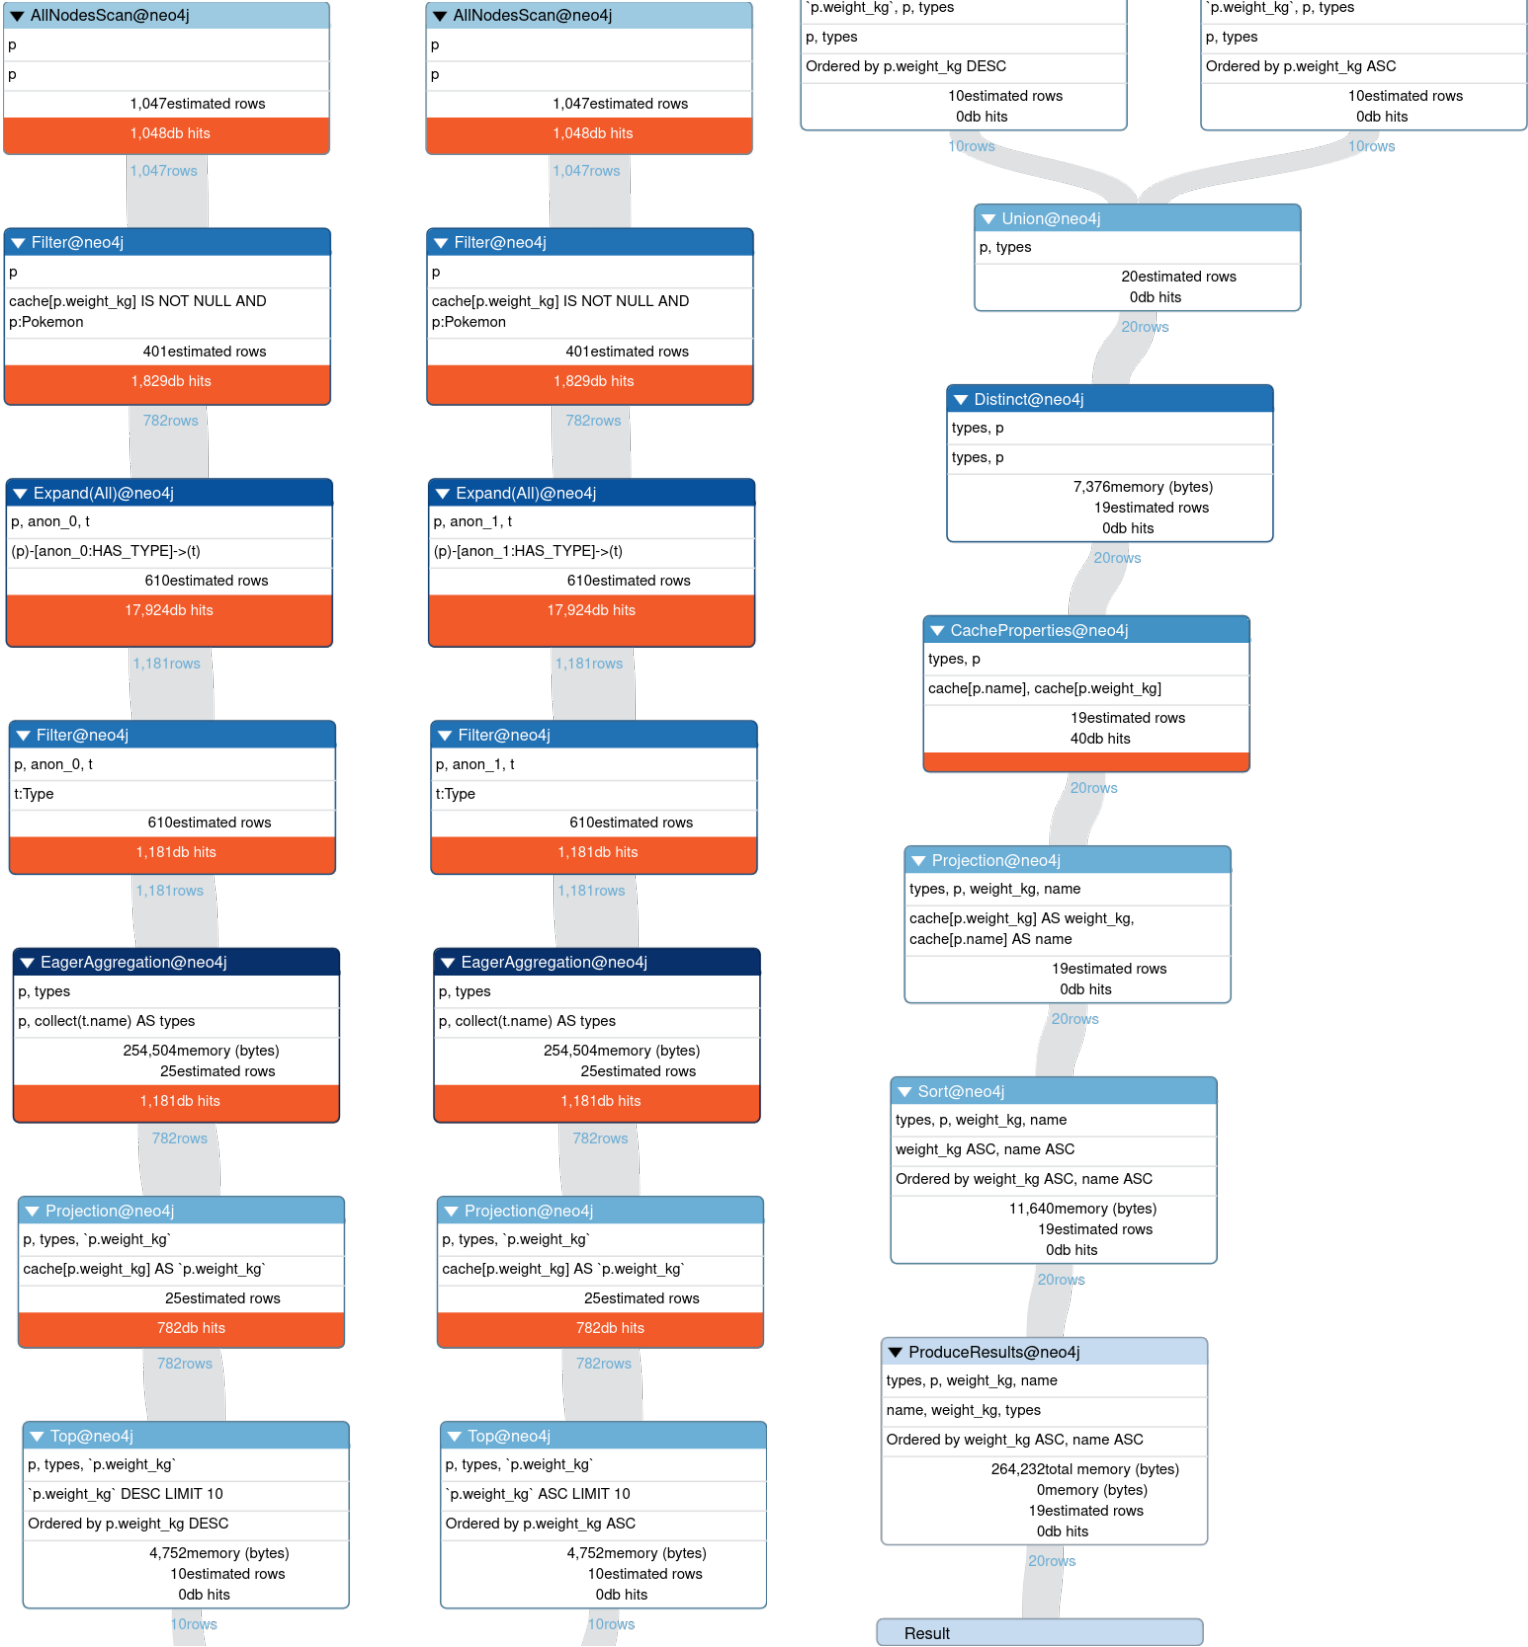 AllNodesScan@neo4j
p
p
1,047estimated rows
1,048db hits
1,047rows
Filter@neo4j
p
cache[p.weight_kg] IS NOT NULL AND
p:Pokemon
401estimated rows
1,829db hits
782rows
Expand(All)@neo4j
p, anon_0, t
(p)-[anon_0:HAS_TYPE]->(t)
610estimated rows
17,924db hits
1,181rows
Filter@neo4j
p, anon_0, t
t:Type
610estimated rows
1,181db hits
1,181rows
EagerAggregation@neo4j
p, types
p, collect(t.name) AS types
254,504memory (bytes)
25estimated rows
1,181db hits
782rows
Projection@neo4j
p, types, `p.weight_kg`
cache[p.weight_kg] AS `p.weight_kg`
25estimated rows
782db hits
782rows
Top@neo4j
p, types, `p.weight_kg`
`p.weight_kg` DESC LIMIT 10
Ordered by p.weight_kg DESC
4,752memory (bytes)
10estimated rows
0db hits
10rows
AllNodesScan@neo4j
p
p
1,047estimated rows
1,048db hits
1,047rows
Filter@neo4j
p
cache[p.weight_kg] IS NOT NULL AND
p:Pokemon
401estimated rows
1,829db hits
782rows
Expand(All)@neo4j
p, anon_1, t
(p)-[anon_1:HAS_TYPE]->(t)
610estimated rows
17,924db hits
1,181rows
Filter@neo4j
p, anon_1, t
t:Type
610estimated rows
1,181db hits
1,181rows
EagerAggregation@neo4j
p, types
p, collect(t.name) AS types
254,504memory (bytes)
25estimated rows
1,181db hits
782rows
Projection@neo4j
p, types, `p.weight_kg`
cache[p.weight_kg] AS `p.weight_kg`
25estimated rows
782db hits
782rows
Top@neo4j
p, types, `p.weight_kg`
`p.weight_kg` ASC LIMIT 10
Ordered by p.weight_kg ASC
4,752memory (bytes)
10estimated rows
0db hits
10rows
`p.weight_kg`, p, types
p, types
Ordered by p.weight_kg DESC
10estimated rows
0db hits
10rows
`p.weight_kg`, p, types
p, types
Ordered by p.weight_kg ASC
10estimated rows
0db hits
10rows
Union@neo4j
p, types
20estimated rows
0db hits
20rows
Distinct@neo4j
types, p
types, p
7,376memory (bytes)
19estimated rows
0db hits
20rows
CacheProperties@neo4j
types, p
cache[p.name], cache[p.weight_kg]
19estimated rows
40db hits
20rows
Projection@neo4j
types, p, weight_kg, name
cache[p.weight_kg] AS weight_kg,
cache[p.name] AS name
19estimated rows
0db hits
20rows
Sort@neo4j
types, p, weight_kg, name
weight_kg ASC, name ASC
Ordered by weight_kg ASC, name ASC
11,640memory (bytes)
19estimated rows
0db hits
20rows
ProduceResults@neo4j
types, p, weight_kg, name
name, weight_kg, types
Ordered by weight_kg ASC, name ASC
264,232total memory (bytes)
0memory (bytes)
19estimated rows
0db hits
20rows
Result